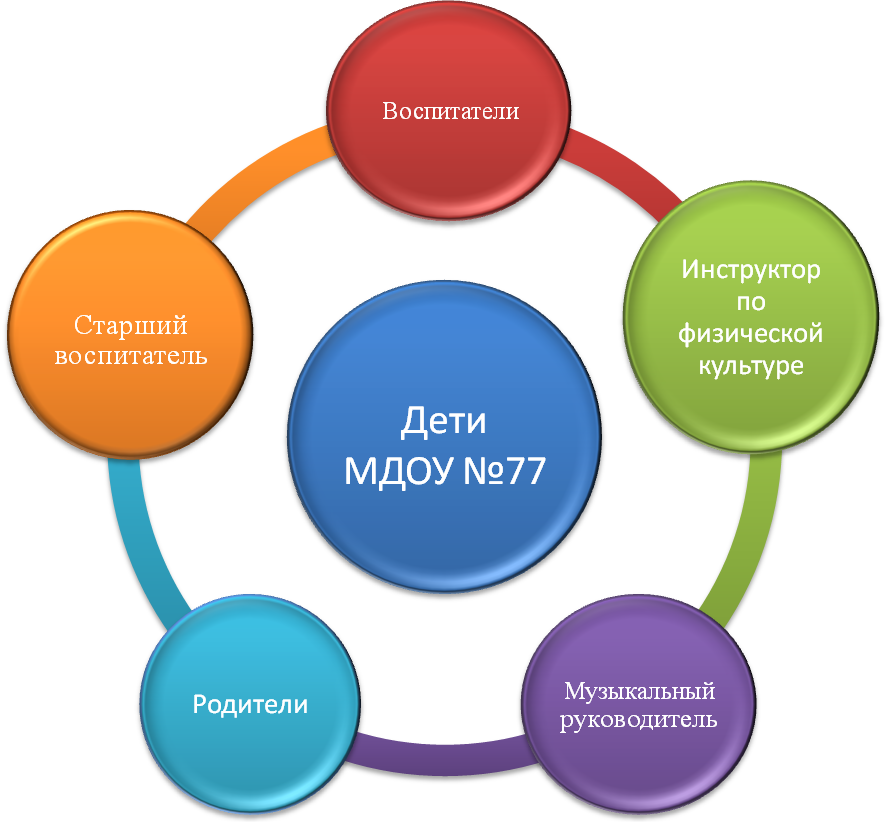 Воспитатели
Инструктор
по
физической
культуре
Старший
воспитатель
Дети
МДОУ №77
Музыкальный
руководитель
Родители